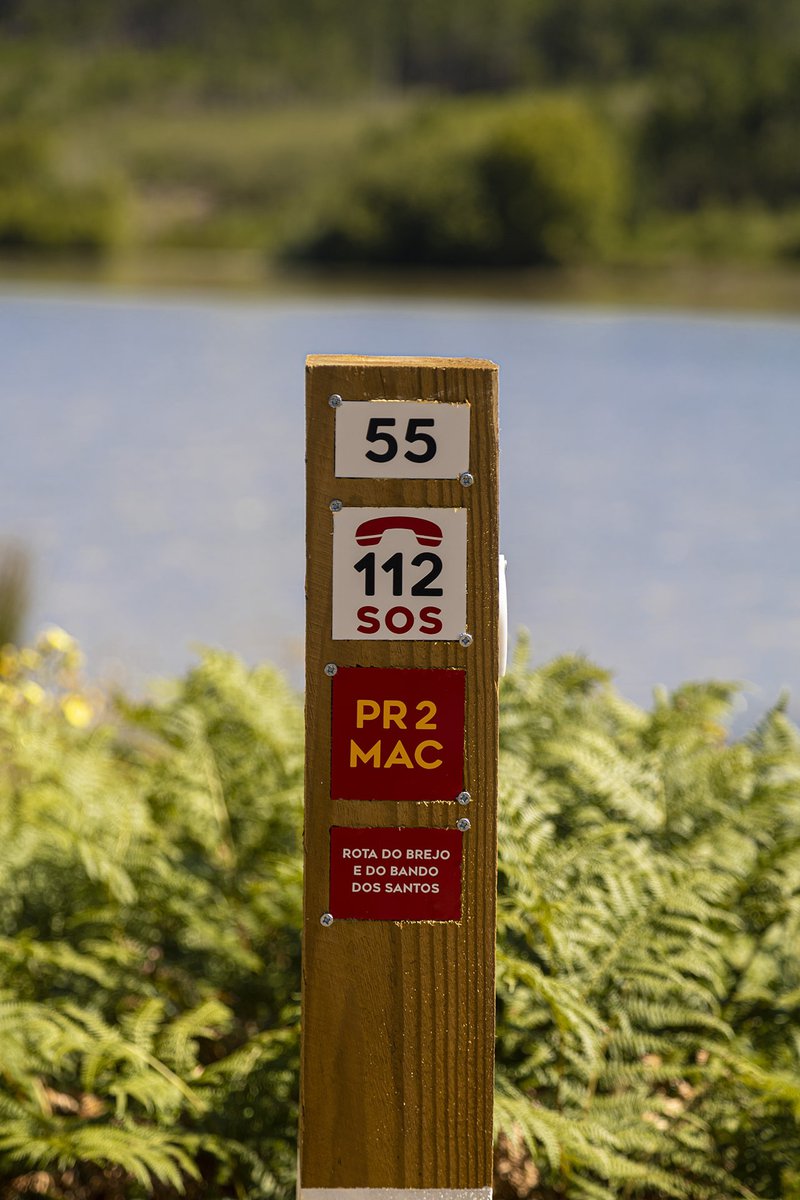 55
112
SOS
PR 2
MAC
ROTA DO BREJO
E DO BANDO
DOS SANTOS